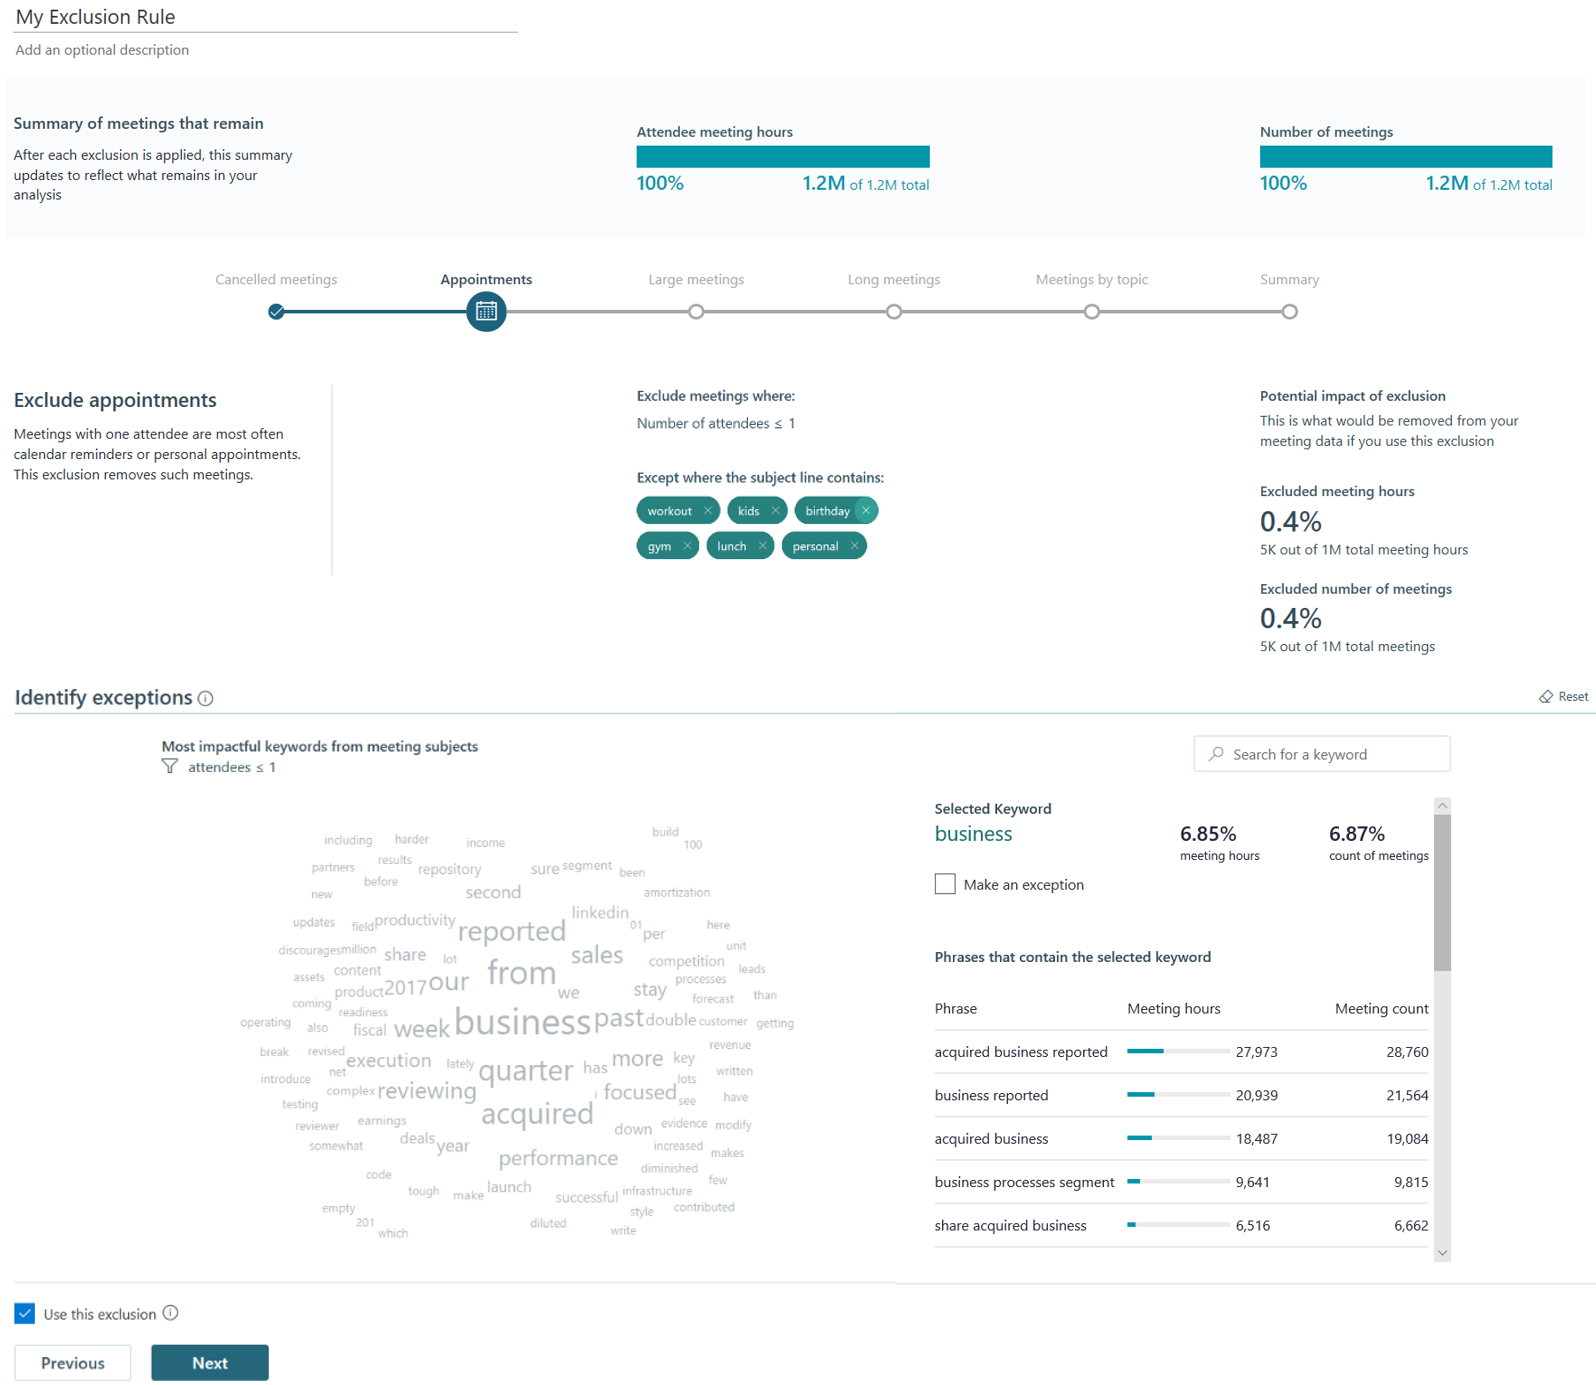 My Exclusion Rule
Add an optional description
Summary of meetings that remain
After each exclusion is applied, this summary
updates to reflect what remains in your
analysis
Attendee meeting hours
100% 1.2M of 1.2M total
Number of meetings
100% 1.2M of 1.2M total
Cancelled meetings Appointments Large meetings Long meetings Meetings by topic Summary
Exclude appointments
Meetings with one attendee are most often
calendar reminders or personal appointments.
This exclusion removes such meetings.
Exclude meetings where:
Number of attendees ≤ 1
Except where the subject line contains:
workout × kids × birthday ×
gym × lunch × personal ×
Potential impact of exclusion
This is what would be removed from your
meeting data if you use this exclusion
Excluded meeting hours
0.4%
5K out of 1M total meeting hours
Excluded number of meetings
0.4%
5K out of 1M total meetings
Identify exceptions
Reset
Most impactful keywords from meeting subjects
attendees ≤ 1
build
including harder income 100
partners results repository sure segment been
before
new second amortization
updates field productivity linkedin 01 here
reported per
discourages million share lot sales competition unit
assets content from processes leads
product 2017 our we stay forecast than
coming readiness
operating also fiscal week business past double customer getting
break revised execution lately quarter has more key revenue
net written
introduce complex reviewing i focused lots
testing acquired see have
reviewer earnings down evidence modify
somewhat deals year increased makes
performance diminished
code few
tough make launch successful infrastructure
empty style contributed
201 diluted write
which
Search for a keyword
Selected Keyword
business
6.85%
meeting hours
6.87%
count of meetings
Make an exception
Phrases that contain the selected keyword
Phrase Meeting hours Meeting count
acquired business reported 27,973 28,760
business reported 20,939 21,564
acquired business 18,487 19,084
business processes segment 9,641 9,815
share acquired business 6,516 6,662
Use this exclusion
Previous Next